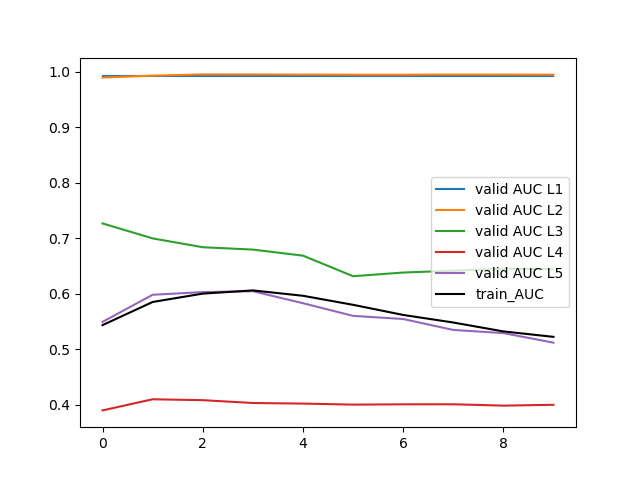 1.0
0.9
0.8
0.7
0.6
0.5
0.4
0 2 4 6 8
valid AUC L1
valid AUC L2
valid AUC L3
valid AUC L4
valid AUC L5
train_AUC